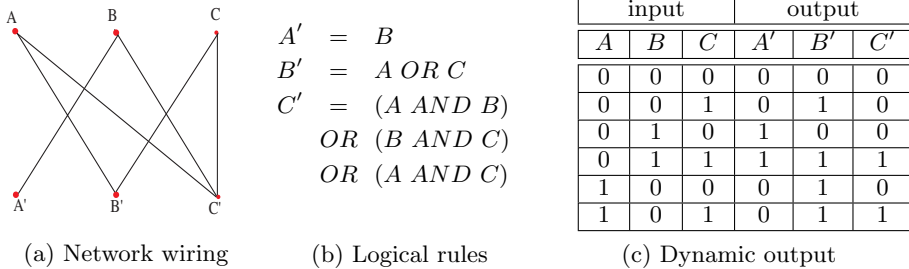 A B C
A' B' C'
(a) Network wiring
A′ = B
B′ = A OR C
C′ = (A AND B)
OR (B AND C)
OR (A AND C)
(b) Logical rules
input output
A B C A′ B′ C′
0 0 0 0 0 0
0 0 1 0 1 0
0 1 0 1 0 0
0 1 1 1 1 1
1 0 0 0 1 0
1 0 1 0 1 1
(c) Dynamic output